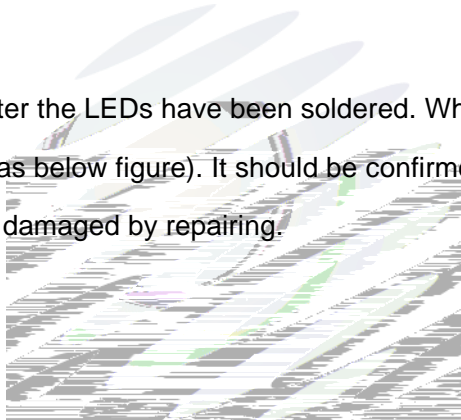 ter the LEDs have been soldered. Wh
as below figure). It should be confirme
damaged by repairing.